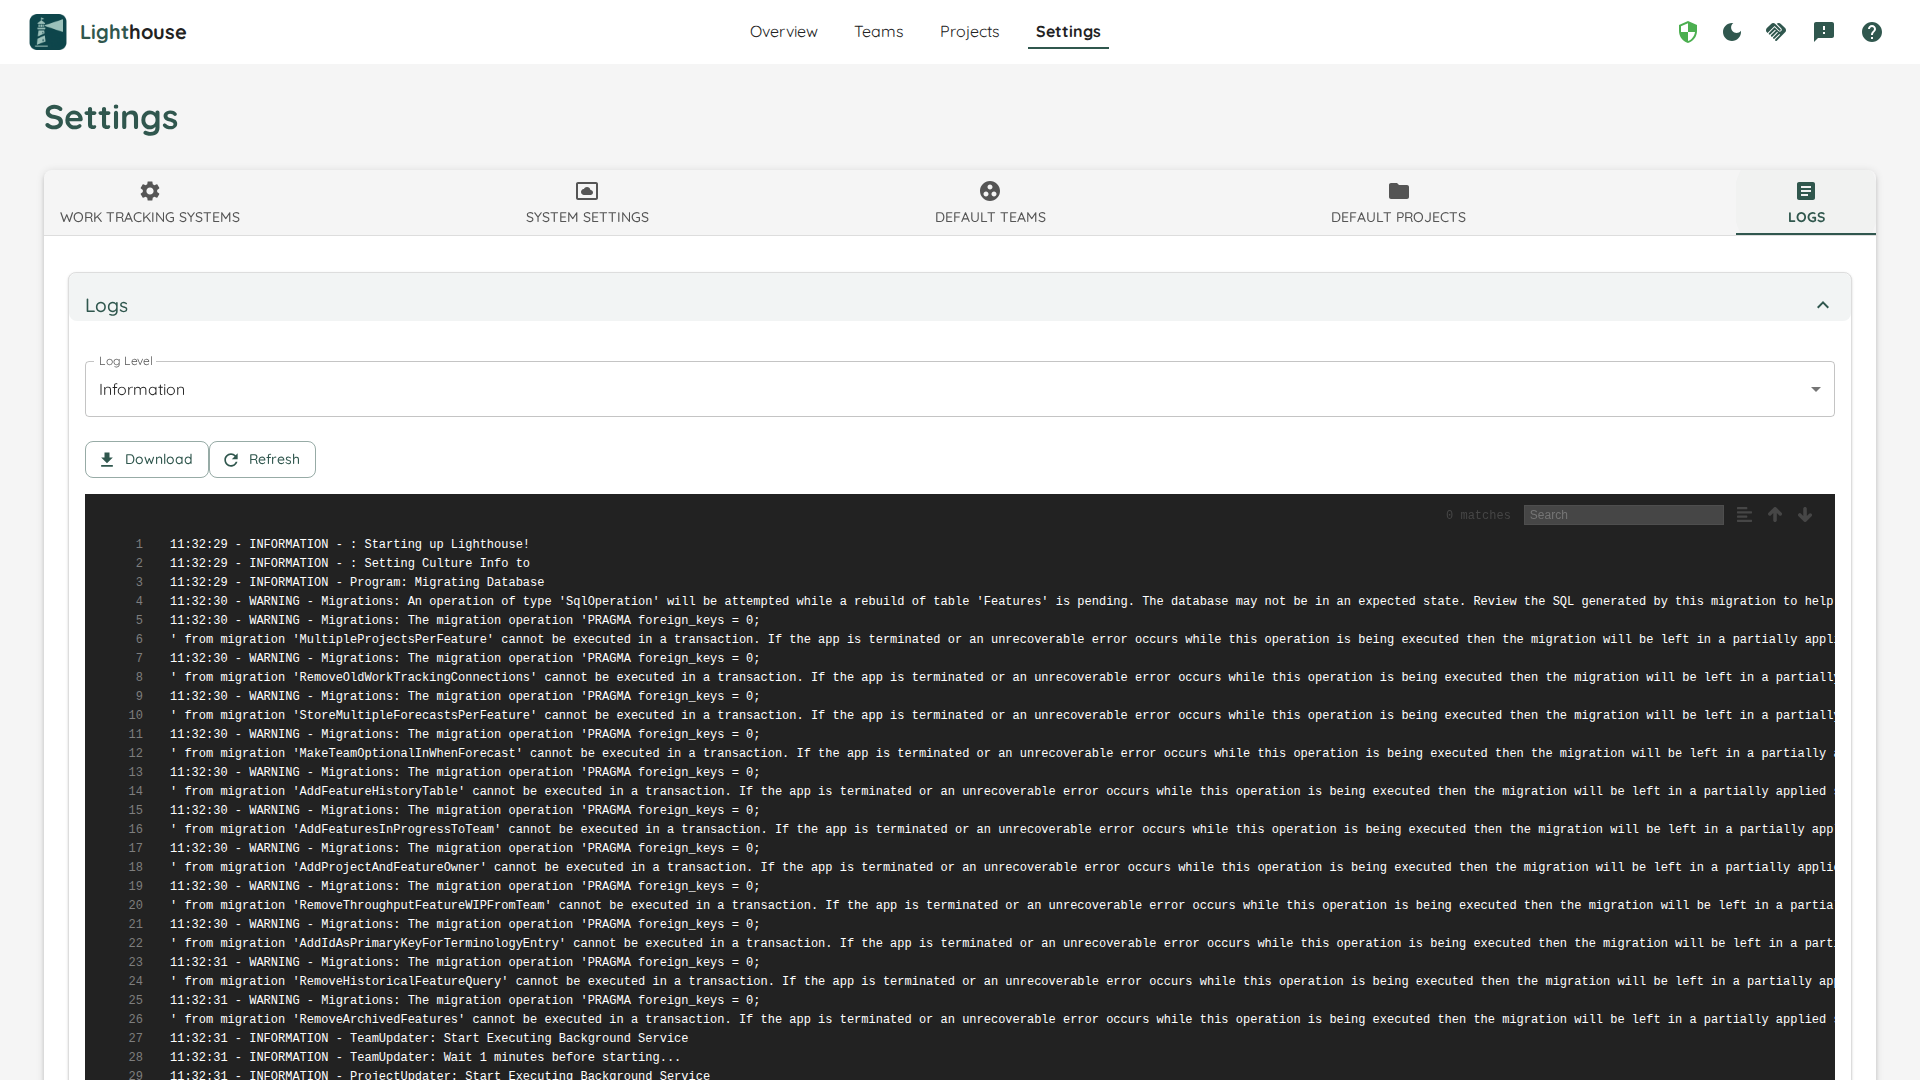 Lighthouse
Overview
Teams
Projects
Settings
Settings
WORK TRACKING SYSTEMS
SYSTEM SETTINGS
DEFAULT TEAMS
DEFAULT PROJECTS
LOGS
Logs
Log Level
Information
Download
Refresh
0 matches
Search
1 11:32:29 - INFORMATION - : Starting up Lighthouse!
2 11:32:29 - INFORMATION - : Setting Culture Info to
3 11:32:29 - INFORMATION - Program: Migrating Database
4 11:32:30 - WARNING - Migrations: An operation of type 'SqlOperation' will be attempted while a rebuild of table 'Features' is pending. The database may not be in an expected state. Review the SQL generated by this migration to help
5 11:32:30 - WARNING - Migrations: The migration operation 'PRAGMA foreign_keys = 0;
6 ' from migration 'MultipleProjectsPerFeature' cannot be executed in a transaction. If the app is terminated or an unrecoverable error occurs while this operation is being executed then the migration will be left in a partially appl
7 11:32:30 - WARNING - Migrations: The migration operation 'PRAGMA foreign_keys = 0;
8 ' from migration 'RemoveOldWorkTrackingConnections' cannot be executed in a transaction. If the app is terminated or an unrecoverable error occurs while this operation is being executed then the migration will be left in a partially
9 11:32:30 - WARNING - Migrations: The migration operation 'PRAGMA foreign_keys = 0;
10 ' from migration 'StoreMultipleForecastsPerFeature' cannot be executed in a transaction. If the app is terminated or an unrecoverable error occurs while this operation is being executed then the migration will be left in a partially
11 11:32:30 - WARNING - Migrations: The migration operation 'PRAGMA foreign_keys = 0;
12 ' from migration 'MakeTeamOptionalInWhenForecast' cannot be executed in a transaction. If the app is terminated or an unrecoverable error occurs while this operation is being executed then the migration will be left in a partially
13 11:32:30 - WARNING - Migrations: The migration operation 'PRAGMA foreign_keys = 0;
14 ' from migration 'AddFeatureHistoryTable' cannot be executed in a transaction. If the app is terminated or an unrecoverable error occurs while this operation is being executed then the migration will be left in a partially applied
15 11:32:30 - WARNING - Migrations: The migration operation 'PRAGMA foreign_keys = 0;
16 ' from migration 'AddFeaturesInProgressToTeam' cannot be executed in a transaction. If the app is terminated or an unrecoverable error occurs while this operation is being executed then the migration will be left in a partially app
17 11:32:30 - WARNING - Migrations: The migration operation 'PRAGMA foreign_keys = 0;
18 ' from migration 'AddProjectAndFeatureOwner' cannot be executed in a transaction. If the app is terminated or an unrecoverable error occurs while this operation is being executed then the migration will be left in a partially appli
19 11:32:30 - WARNING - Migrations: The migration operation 'PRAGMA foreign_keys = 0;
20 ' from migration 'RemoveThroughputFeatureWIPFromTeam' cannot be executed in a transaction. If the app is terminated or an unrecoverable error occurs while this operation is being executed then the migration will be left in a partia
21 11:32:30 - WARNING - Migrations: The migration operation 'PRAGMA foreign_keys = 0;
22 ' from migration 'AddIdAsPrimaryKeyForTerminologyEntry' cannot be executed in a transaction. If the app is terminated or an unrecoverable error occurs while this operation is being executed then the migration will be left in a part
23 11:32:31 - WARNING - Migrations: The migration operation 'PRAGMA foreign_keys = 0;
24 ' from migration 'RemoveHistoricalFeatureQuery' cannot be executed in a transaction. If the app is terminated or an unrecoverable error occurs while this operation is being executed then the migration will be left in a partially ap
25 11:32:31 - WARNING - Migrations: The migration operation 'PRAGMA foreign_keys = 0;
26 ' from migration 'RemoveArchivedFeatures' cannot be executed in a transaction. If the app is terminated or an unrecoverable error occurs while this operation is being executed then the migration will be left in a partially applied
27 11:32:31 - INFORMATION - TeamUpdater: Start Executing Background Service
28 11:32:31 - INFORMATION - TeamUpdater: Wait 1 minutes before starting...
29 11:32:31 - INFORMATION - ProjectUpdater: Start Executing Background Service